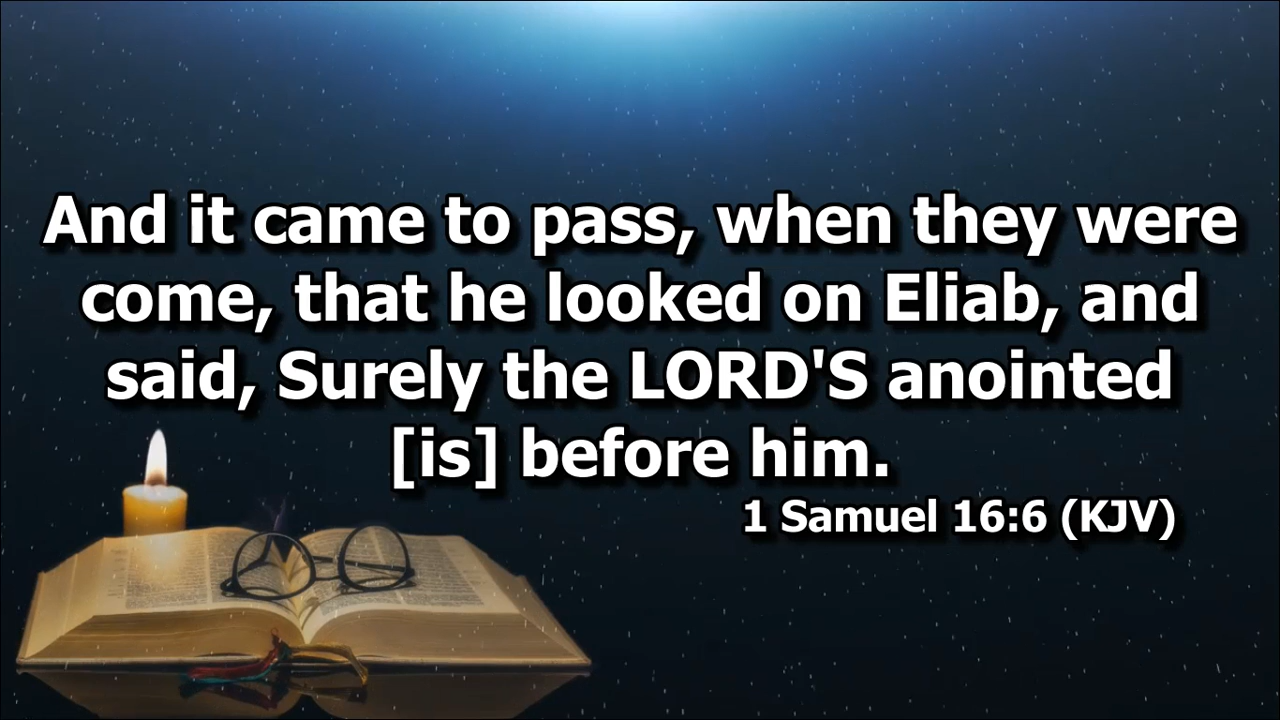 And it came to pass, when they were
come, that he looked on Eliab, and
said, Surely the LORD'S anointed
[is] before him.
1 Samuel 16:6 (KJV)